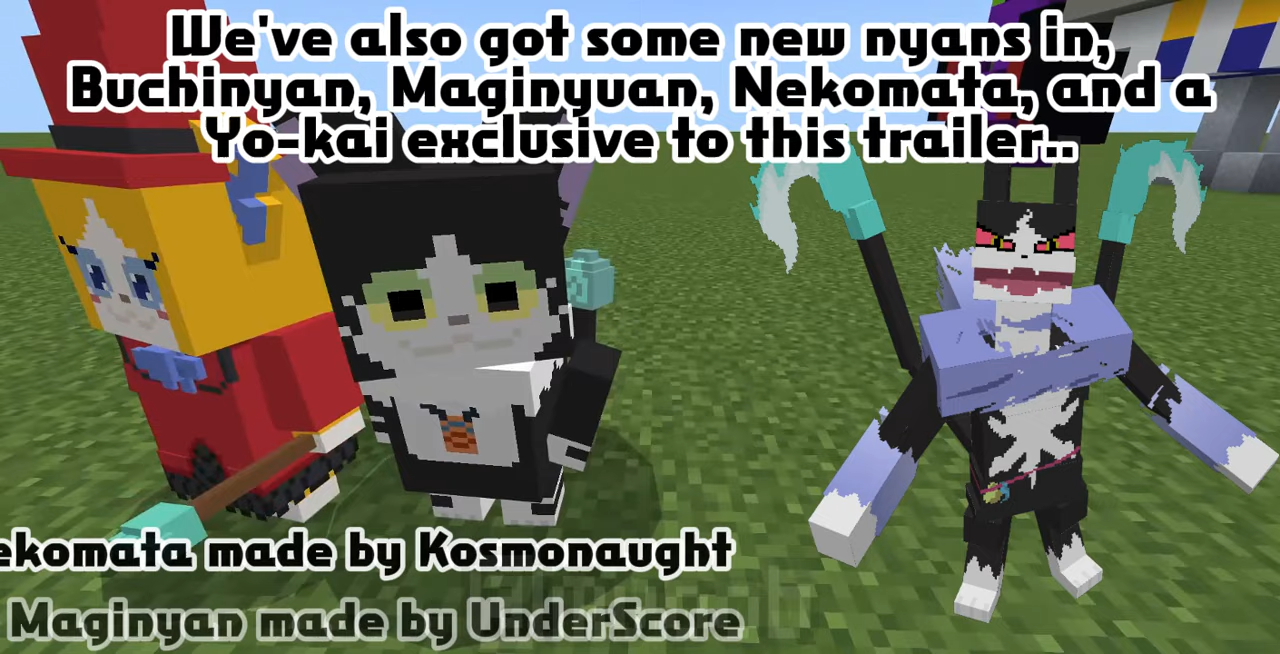 We've also got some new nyans in,
Buchinyan, Maginyuan, Nekomata, and a
Yo-kai exclusive to this trailer..
ekomata made by Kosmonaught
Maginyan made by UnderScore